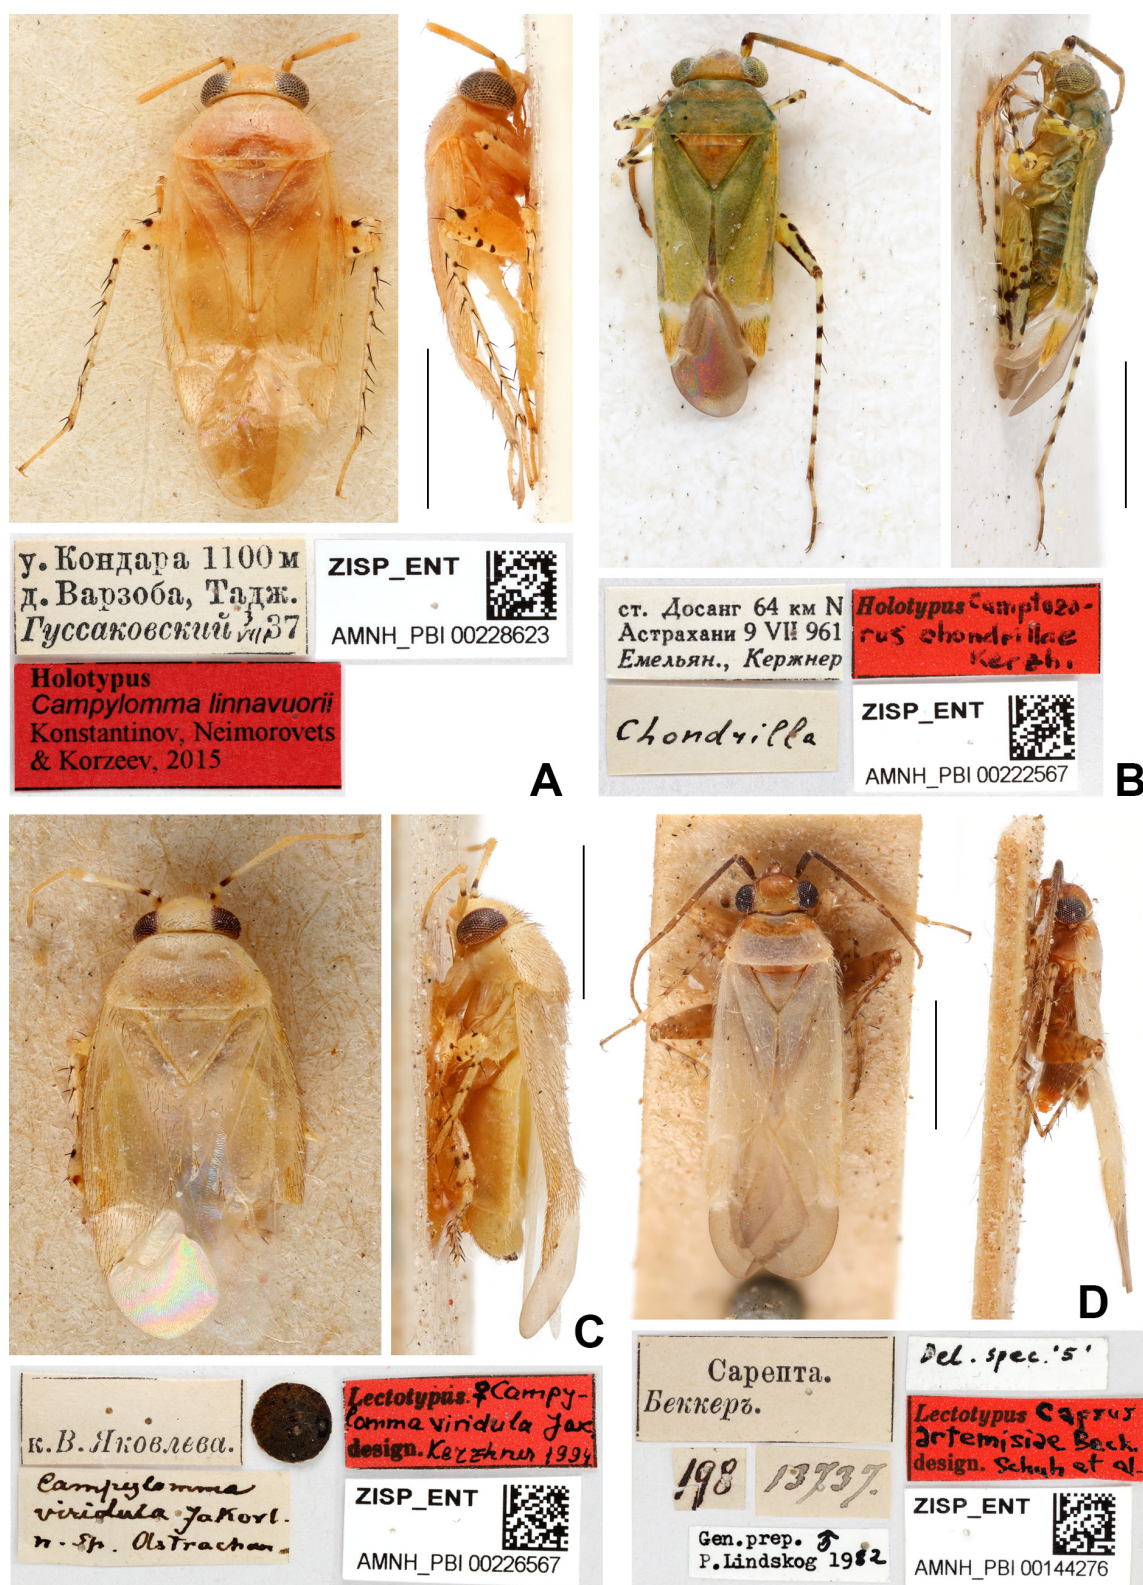 у. Кондара 1100 м
д. Варзоба, Тадж.
Гуссаковский 3 VII 37
ZISP_ENT
AMNH_PBI 00228623
Holotypus
Campylomma linnavuorii
Konstantinov, Neimorovets
& Korzeev, 2015
A
ст. Досанг 64 км N
Астрахани 9 VII 961
Емельян., Кержнер
Holotypus Camptoza-
rus chondrillae
Kerzh.
Chondrilla
ZISP_ENT
AMNH_PBI 00222567
B
C
к. В. Яковлева.
Lectotypus ♀ Campy-
lomma viridula Jak.
design. Kerzhner 1994
Campylomma
viridula Jakovl.
n. Sp. Astrachan
ZISP_ENT
AMNH_PBI 00226567
D
Сарепта.
Беккеръ.
Del. spec. '5'
198
13737.
Lectotypus Capsus
artemisiae Beck.
design. Schuh et al.
Gen. prep. ♂
P. Lindskog 1982
ZISP_ENT
AMNH_PBI 00144276